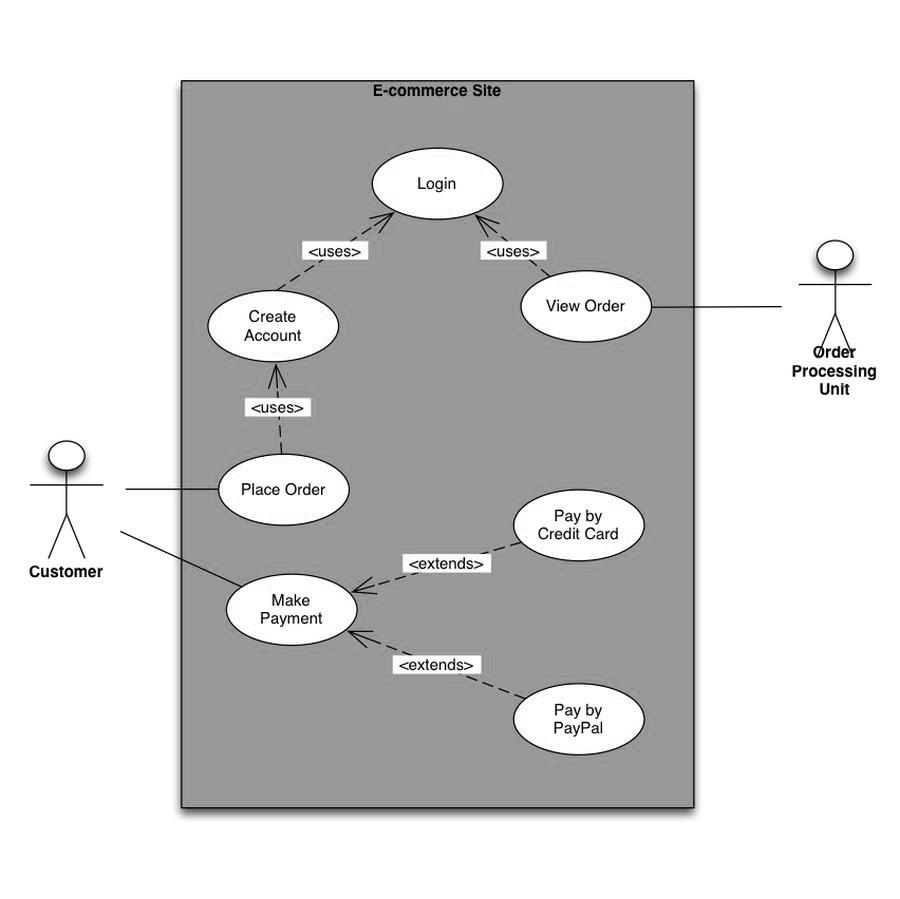 E-commerce Site
Login
<uses>
<uses>
Create
Account
View Order
Order
Processing
Unit
<uses>
Place Order
Customer
Pay by
Credit Card
<extends>
Make
Payment
<extends>
Pay by
PayPal